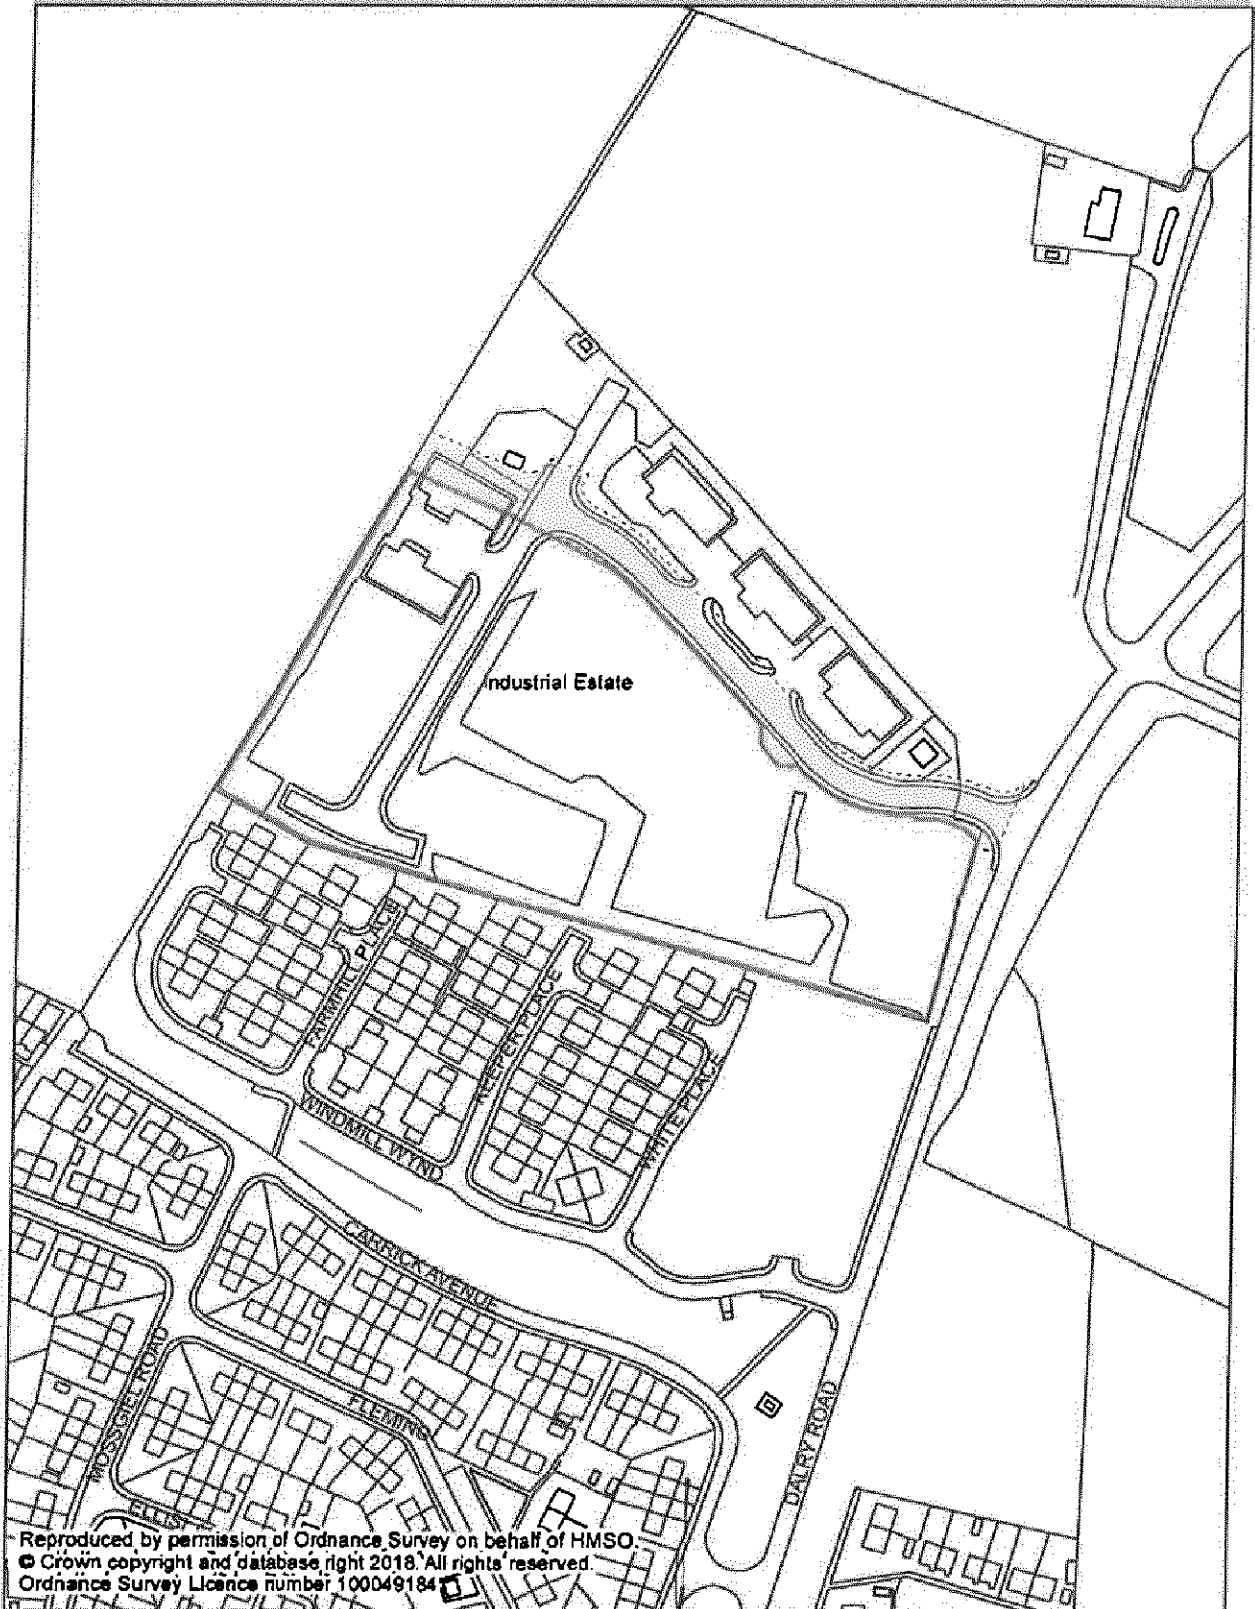 Industrial Estate
FARMHILL PLACE
KEEPER PLACE
WHITE PLACE
WINDMILL WYND
CARRICK AVENUE
MOSSGIEL ROAD
FLEMING
DALRY ROAD
Reproduced by permission of Ordnance Survey on behalf of HMSO.
© Crown copyright and database right 2018. All rights reserved.
Ordnance Survey Licence number 100049184